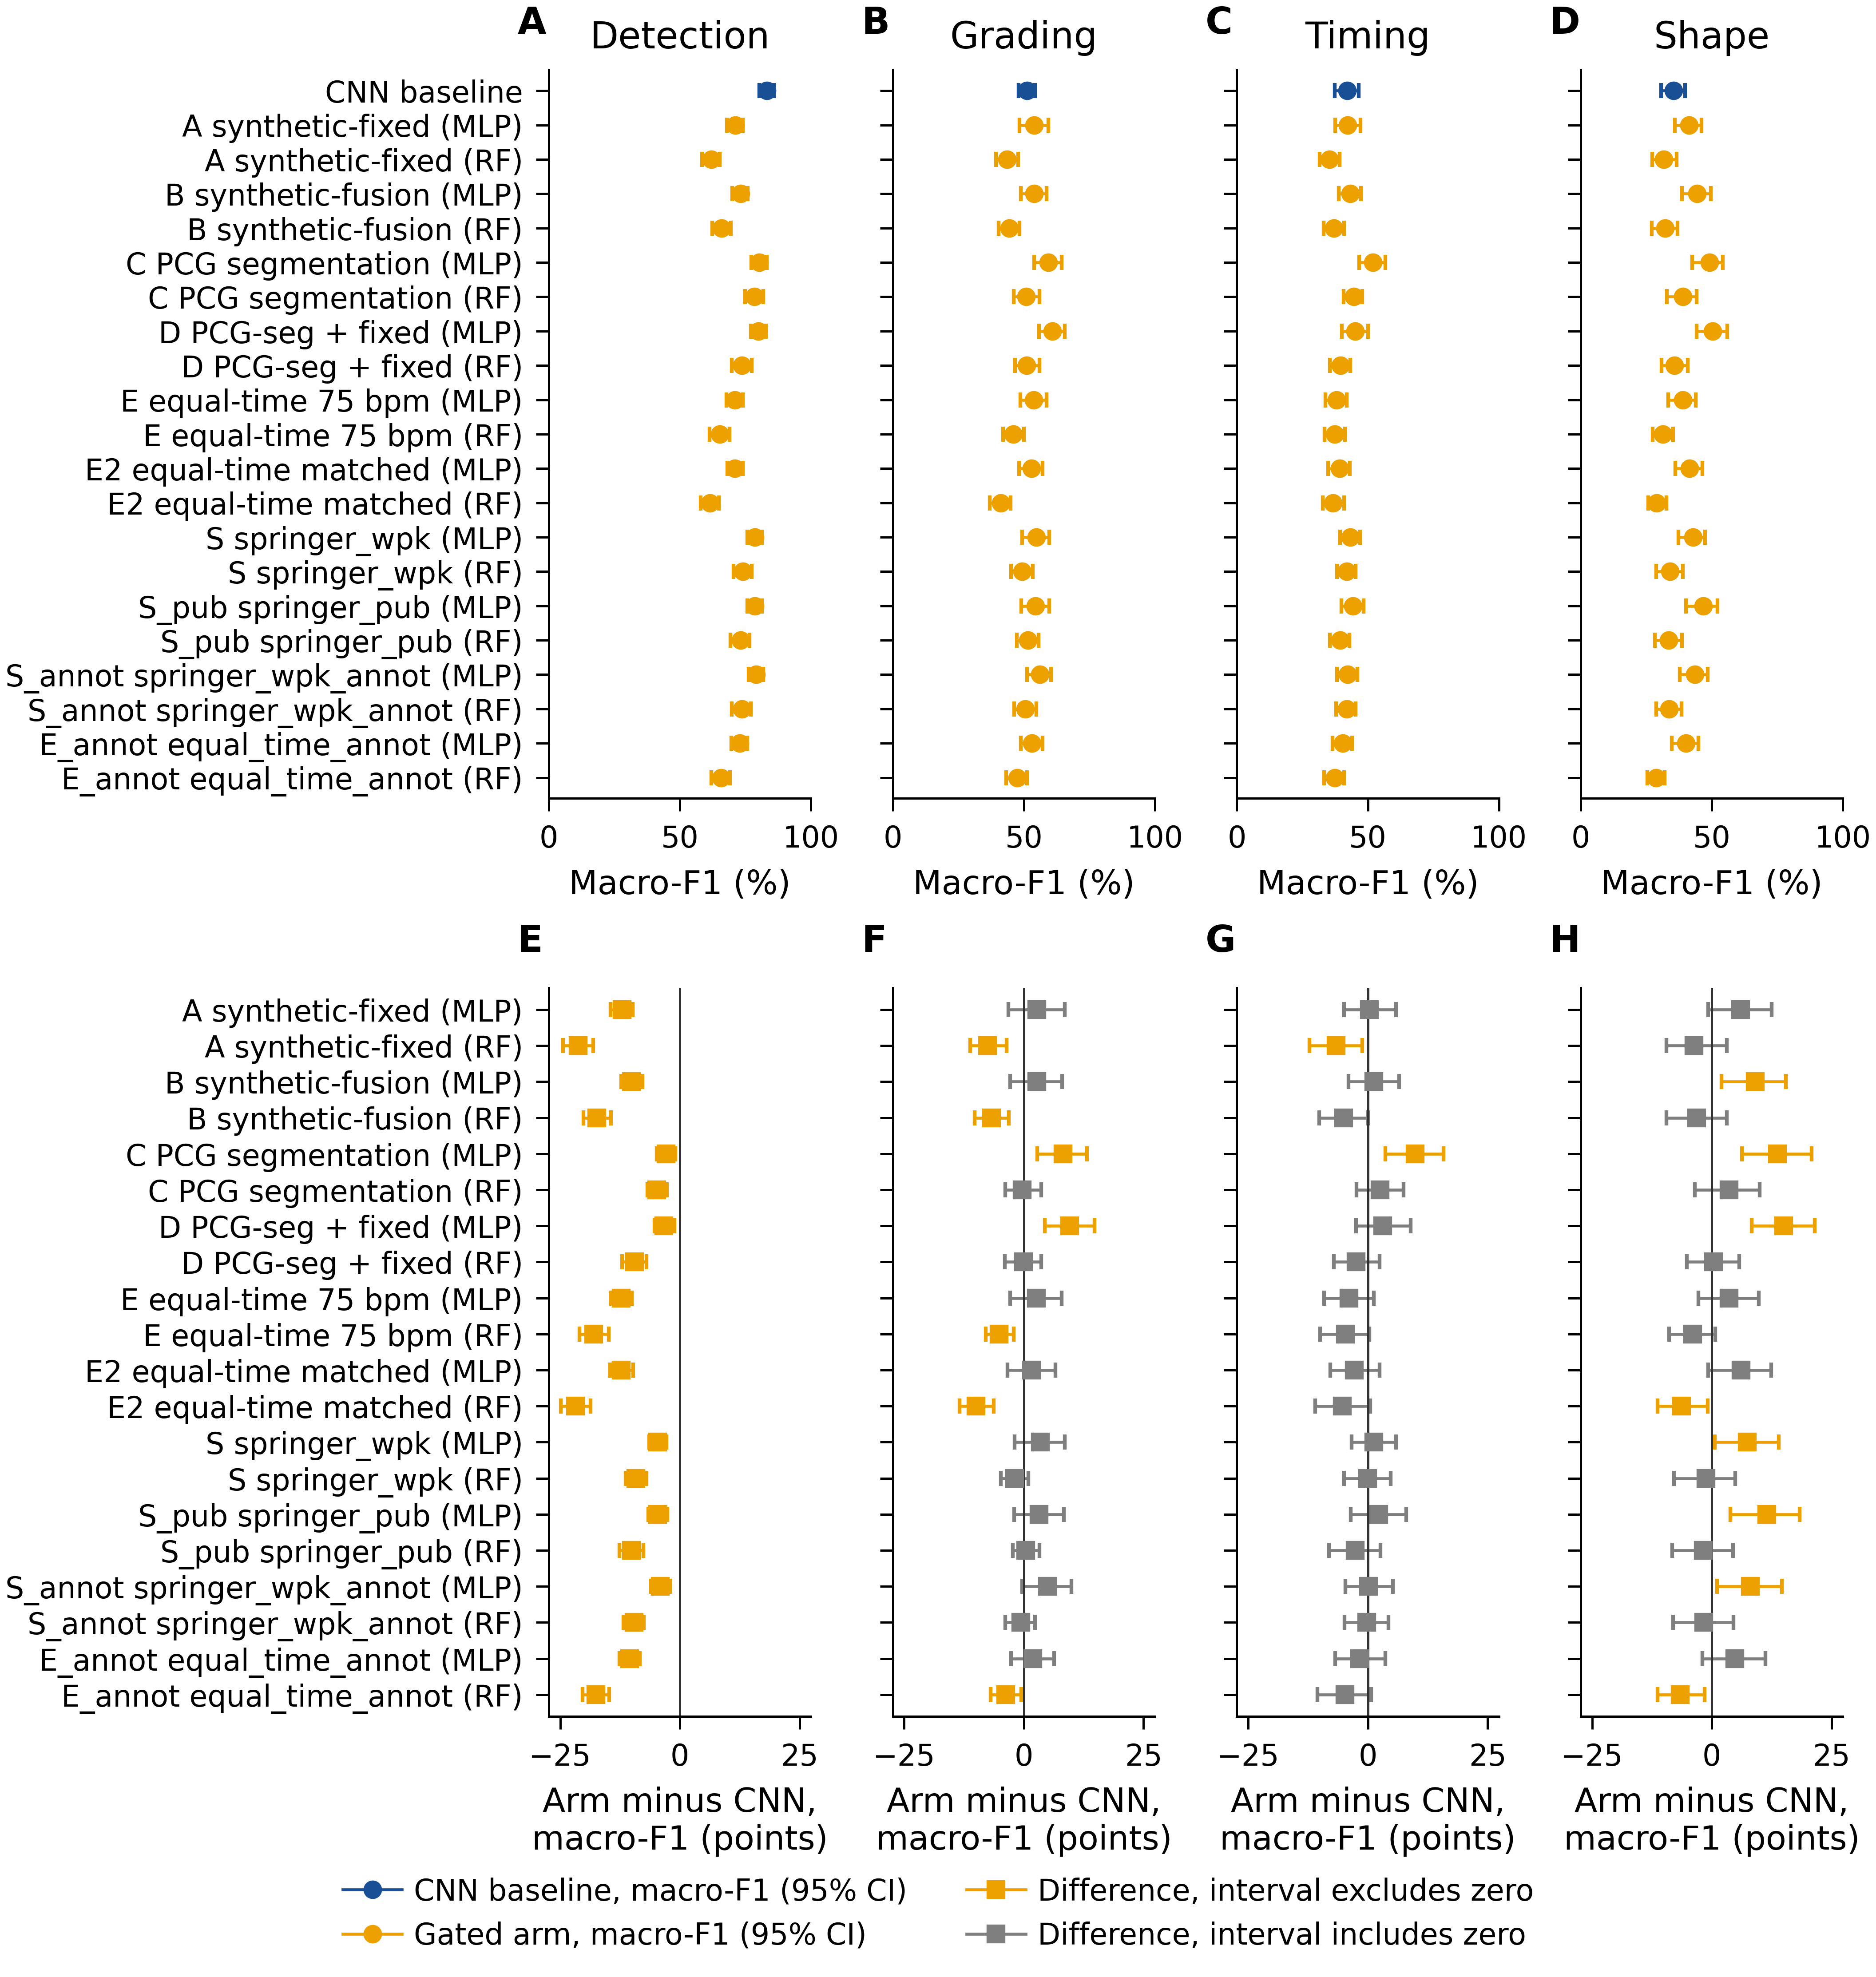 A B C D
Detection Grading Timing Shape
CNN baseline
A synthetic-fixed (MLP)
A synthetic-fixed (RF)
B synthetic-fusion (MLP)
B synthetic-fusion (RF)
C PCG segmentation (MLP)
C PCG segmentation (RF)
D PCG-seg + fixed (MLP)
D PCG-seg + fixed (RF)
E equal-time 75 bpm (MLP)
E equal-time 75 bpm (RF)
E2 equal-time matched (MLP)
E2 equal-time matched (RF)
S springer_wpk (MLP)
S springer_wpk (RF)
S_pub springer_pub (MLP)
S_pub springer_pub (RF)
S_annot springer_wpk_annot (MLP)
S_annot springer_wpk_annot (RF)
E_annot equal_time_annot (MLP)
E_annot equal_time_annot (RF)
0 50 100 0 50 100 0 50 100 0 50 100
Macro-F1 (%) Macro-F1 (%) Macro-F1 (%) Macro-F1 (%)
E F G H
A synthetic-fixed (MLP)
A synthetic-fixed (RF)
B synthetic-fusion (MLP)
B synthetic-fusion (RF)
C PCG segmentation (MLP)
C PCG segmentation (RF)
D PCG-seg + fixed (MLP)
D PCG-seg + fixed (RF)
E equal-time 75 bpm (MLP)
E equal-time 75 bpm (RF)
E2 equal-time matched (MLP)
E2 equal-time matched (RF)
S springer_wpk (MLP)
S springer_wpk (RF)
S_pub springer_pub (MLP)
S_pub springer_pub (RF)
S_annot springer_wpk_annot (MLP)
S_annot springer_wpk_annot (RF)
E_annot equal_time_annot (MLP)
E_annot equal_time_annot (RF)
−25 0 25 −25 0 25 −25 0 25 −25 0 25
Arm minus CNN, Arm minus CNN, Arm minus CNN, Arm minus CNN,
macro-F1 (points) macro-F1 (points) macro-F1 (points) macro-F1 (points)
CNN baseline, macro-F1 (95% CI) Difference, interval excludes zero
Gated arm, macro-F1 (95% CI) Difference, interval includes zero